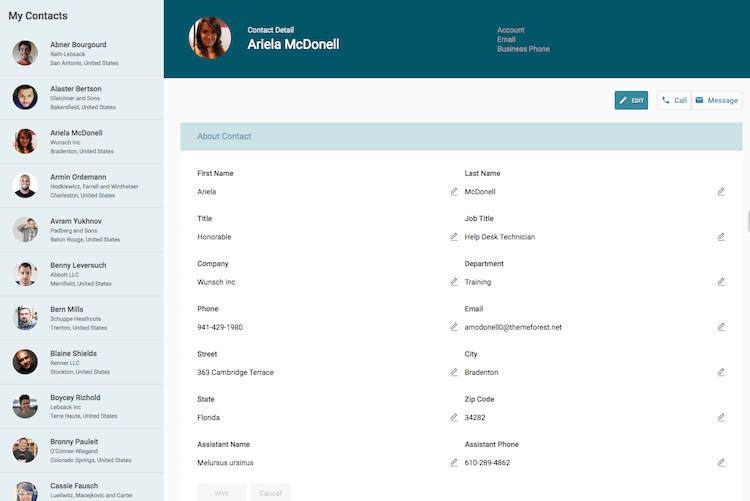 My Contacts
Abner Bourgourd
Rath-Lebsack
San Antonio, United States
Alaster Bertson
Gleichner and Sons
Bakersfield, United States
Ariela McDonell
Wunsch Inc
Bradenton, United States
Armin Ordemann
Hodkiewicz, Farrell and Wintheiser
Charleston, United States
Avram Yukhnov
Padberg and Sons
Baton Rouge, United States
Benny Leversuch
Abbott LLC
Merrifield, United States
Bern Mills
Schuppe-Heathcote
Trenton, United States
Blaine Shields
Renner LLC
Stockton, United States
Boycey Richold
Lebsack Inc
Terre Haute, United States
Bronny Pauleit
O'Conner-Wiegand
Colorado Springs, United States
Cassie Fausch
Lueilwitz, Macejkovic and Carter
Contact Detail
Ariela McDonell
Account
Email
Business Phone
EDIT
Call
Message
About Contact
First Name Last Name
Ariela McDonell
Title Job Title
Honorable Help Desk Technician
Company Department
Wunsch Inc Training
Phone Email
941-429-1980 amcdonell0@themeforest.net
Street City
363 Cambridge Terrace Bradenton
State Zip Code
Florida 34282
Assistant Name Assistant Phone
Melursus ursinus 610-289-4862
SAVE Cancel